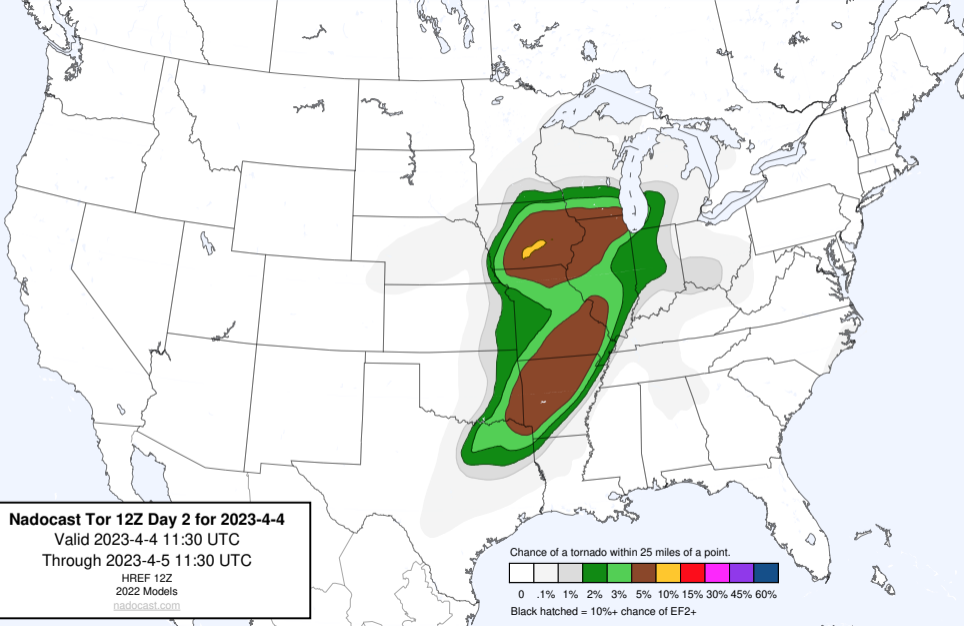 Nadocast Tor 12Z Day 2 for 2023-4-4
Valid 2023-4-4 11:30 UTC
Through 2023-4-5 11:30 UTC
HREF 12Z
2022 Models
nadocast.com
Chance of a tornado within 25 miles of a point.
0 .1% 1% 2% 3% 5% 10% 15% 30% 45% 60%
Black hatched = 10%+ chance of EF2+